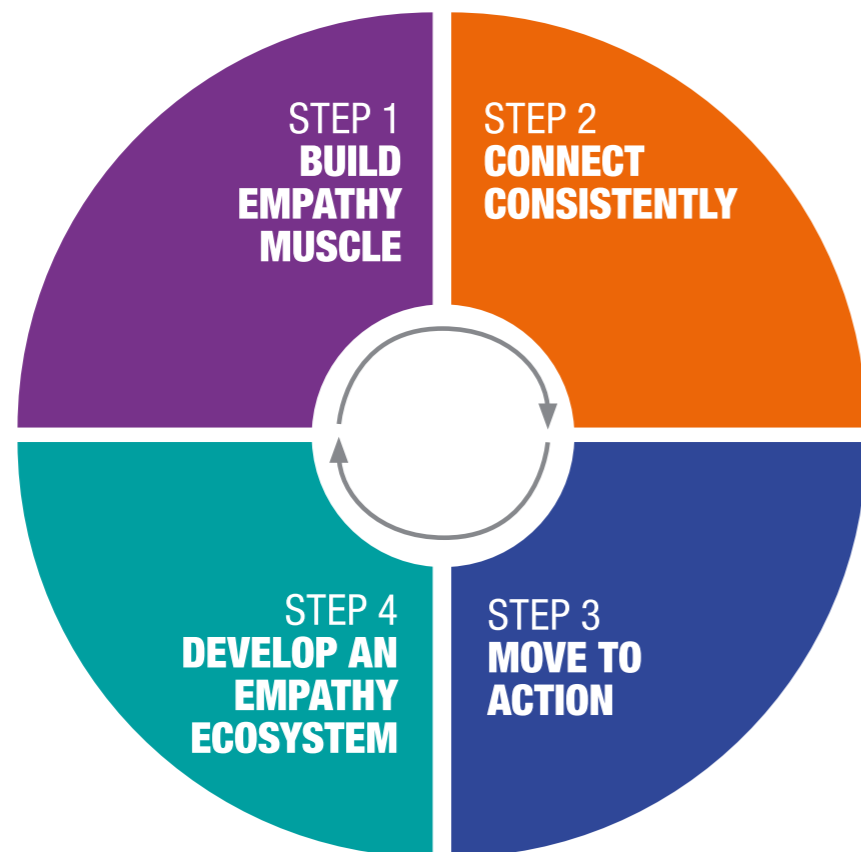 STEP 1
BUILD
EMPATHY
MUSCLE
STEP 2
CONNECT
CONSISTENTLY
STEP 3
MOVE TO
ACTION
STEP 4
DEVELOP AN
EMPATHY
ECOSYSTEM